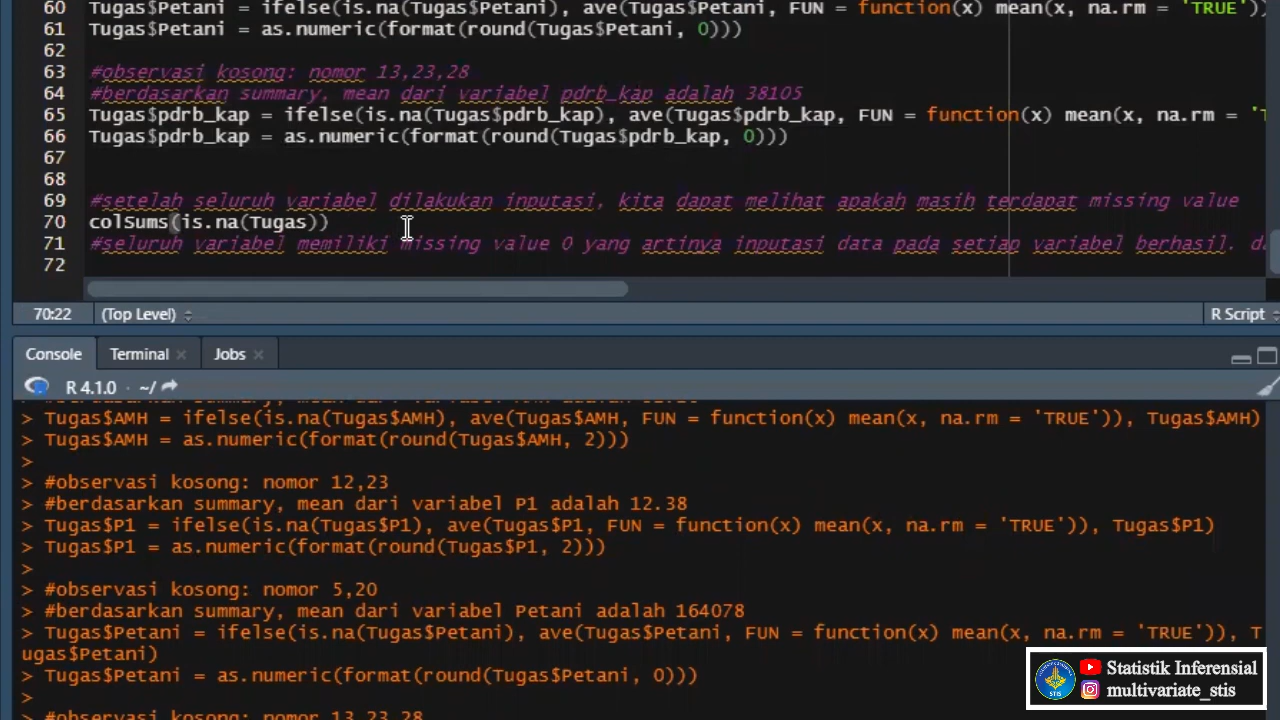 60 Tugas$Petani = ifelse(is.na(Tugas$Petani), ave(Tugas$Petani, FUN = function(x) mean(x, na.rm = 'TRUE'))
61 Tugas$Petani = as.numeric(format(round(Tugas$Petani, 0)))
62
63 #observasi kosong: nomor 13,23,28
64 #berdasarkan summary, mean dari variabel pdrb_kap adalah 38105
65 Tugas$pdrb_kap = ifelse(is.na(Tugas$pdrb_kap), ave(Tugas$pdrb_kap, FUN = function(x) mean(x, na.rm = 'T
66 Tugas$pdrb_kap = as.numeric(format(round(Tugas$pdrb_kap, 0)))
67
68
69 #setelah seluruh variabel dilakukan inputasi, kita dapat melihat apakah masih terdapat missing value
70 colSums(is.na(Tugas))
71 #seluruh variabel memiliki missing value 0 yang artinya inputasi data pada setiap variabel berhasil.
72
70:22 (Top Level) R Script
Console Terminal Jobs
R 4.1.0 · ~/
> Tugas$AMH = ifelse(is.na(Tugas$AMH), ave(Tugas$AMH, FUN = function(x) mean(x, na.rm = 'TRUE')), Tugas$AMH)
> Tugas$AMH = as.numeric(format(round(Tugas$AMH, 2)))
>
> #observasi kosong: nomor 12,23
> #berdasarkan summary, mean dari variabel P1 adalah 12.38
> Tugas$P1 = ifelse(is.na(Tugas$P1), ave(Tugas$P1, FUN = function(x) mean(x, na.rm = 'TRUE')), Tugas$P1)
> Tugas$P1 = as.numeric(format(round(Tugas$P1, 2)))
>
> #observasi kosong: nomor 5,20
> #berdasarkan summary, mean dari variabel Petani adalah 164078
> Tugas$Petani = ifelse(is.na(Tugas$Petani), ave(Tugas$Petani, FUN = function(x) mean(x, na.rm = 'TRUE')), T
ugas$Petani)
> Tugas$Petani = as.numeric(format(round(Tugas$Petani, 0)))
>
> #observasi kosong: nomor 13,23,28
STIS
Statistik Inferensial
multivariate_stis